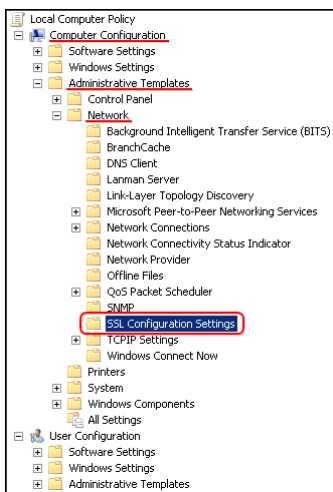 Local Computer Policy
Computer Configuration
Software Settings
Windows Settings
Administrative Templates
Control Panel
Network
Background Intelligent Transfer Service (BITS)
BranchCache
DNS Client
Lanman Server
Link-Layer Topology Discovery
Microsoft Peer-to-Peer Networking Services
Network Connections
Network Connectivity Status Indicator
Network Provider
Offline Files
QoS Packet Scheduler
SNMP
SSL Configuration Settings
TCPIP Settings
Windows Connect Now
Printers
System
Windows Components
All Settings
User Configuration
Software Settings
Windows Settings
Administrative Templates